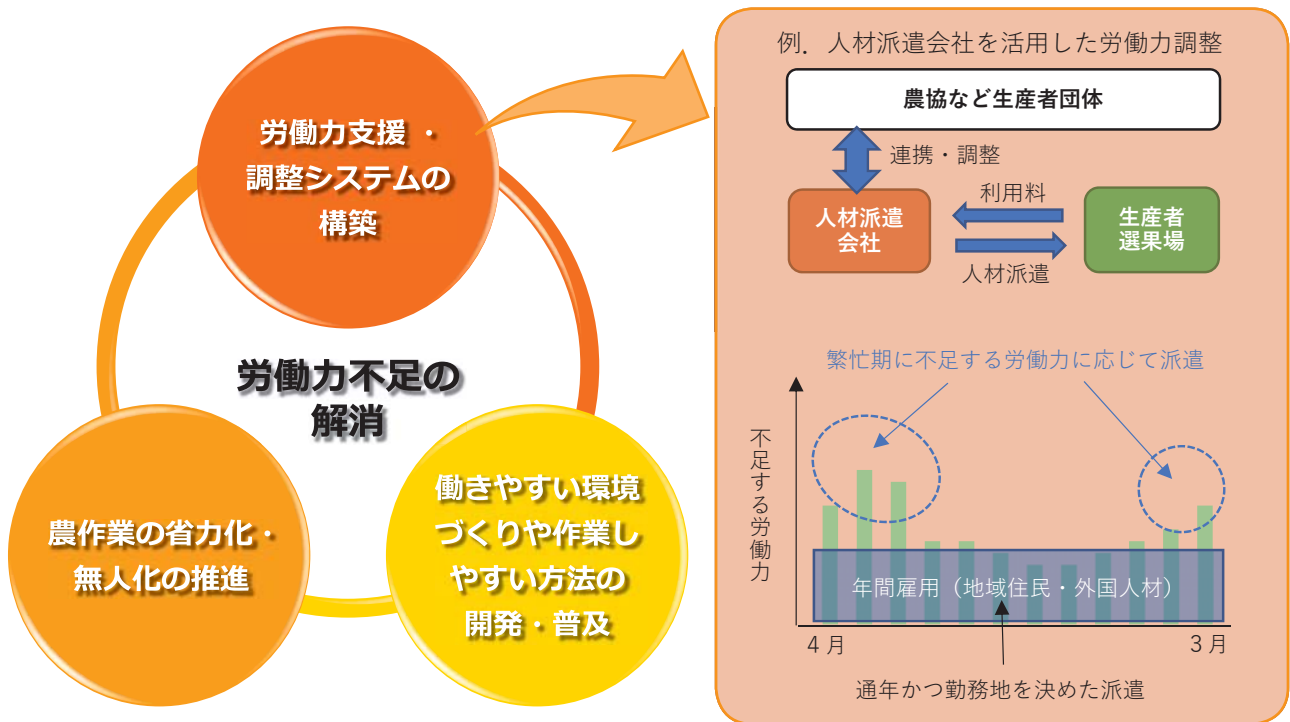 労働力支援・
調整システムの
構築
労働力不足の
解消
農作業の省力化・
無人化の推進
働きやすい環境
づくりや作業し
やすい方法の
開発・普及
例．人材派遣会社を活用した労働力調整
農協など生産者団体
連携・調整
人材派遣
会社
利用料
人材派遣
生産者
選果場
繁忙期に不足する労働力に応じて派遣
不足する労働力
年間雇用（地域住民・外国人材）
4月
3月
通年かつ勤務地を決めた派遣